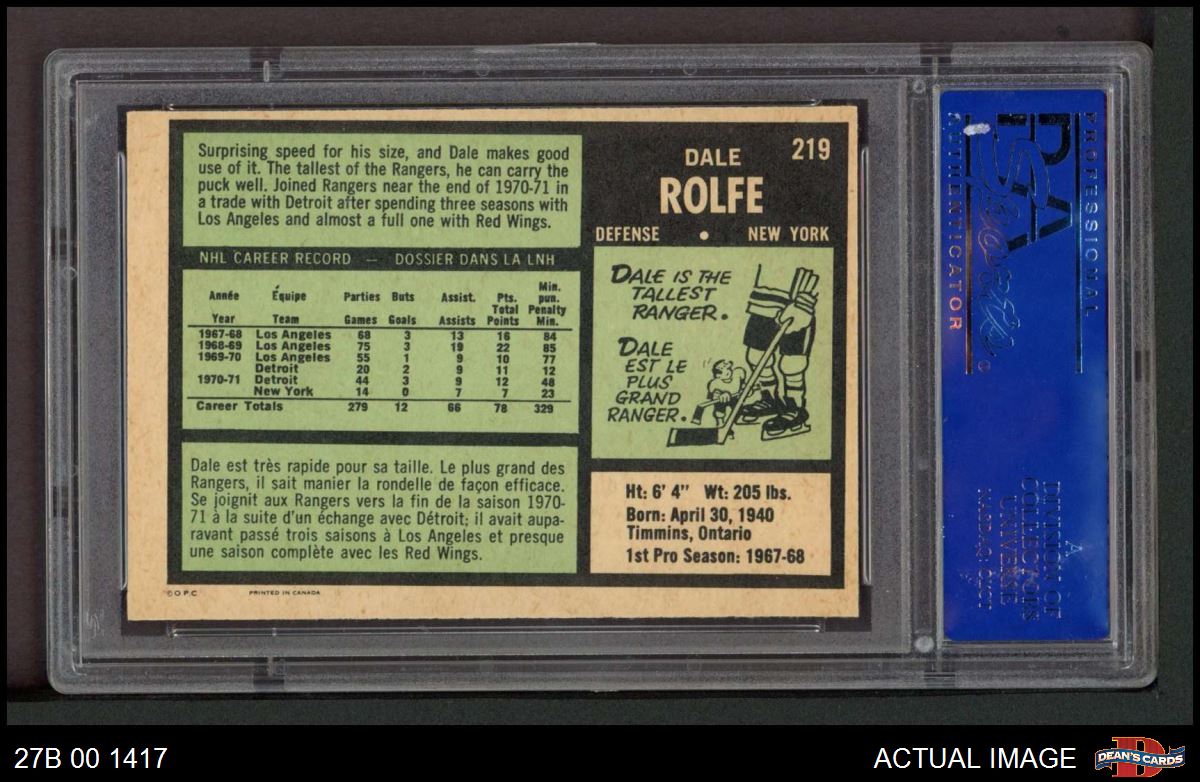 Surprising speed for his size, and Dale makes good
use of it. The tallest of the Rangers, he can carry the
puck well. Joined Rangers near the end of 1970-71 in
a trade with Detroit after spending three seasons with
Los Angeles and almost a full one with Red Wings.
NHL CAREER RECORD — DOSSIER DANS LA LNH
Année Équipe Parties Buts Assist. Pts. Total Min. pun. Penalty
Year Team Games Goals Assists Points Min.
1967-68 Los Angeles 68 3 13 16 84
1968-69 Los Angeles 75 3 19 22 85
1969-70 Los Angeles 55 1 9 10 77
Detroit 20 2 9 11 12
1970-71 Detroit 44 3 9 12 48
New York 14 0 7 7 23
Career Totals 279 12 66 78 329
Dale est très rapide pour sa taille. Le plus grand des
Rangers, il sait manier la rondelle de façon efficace.
Se joignit aux Rangers vers la fin de la saison 1970-
71 à la suite d'un échange avec Détroit; il avait aupa-
ravant passé trois saisons à Los Angeles et presque
une saison complète avec les Red Wings.
© O.P.C. PRINTED IN CANADA
219
DALE
ROLFE
DEFENSE • NEW YORK
DALE IS THE
TALLEST
RANGER.
DALE
EST LE
PLUS
GRAND
RANGER.
Ht: 6' 4" Wt: 205 lbs.
Born: April 30, 1940
Timmins, Ontario
1st Pro Season: 1967-68
PROFESSIONAL
PSA
AUTHENTICATOR
DIVISION OF
COLLECTORS
UNIVERSE
NASDAQ: CLCT
27B 00 1417
ACTUAL IMAGE
DEAN'S CARDS